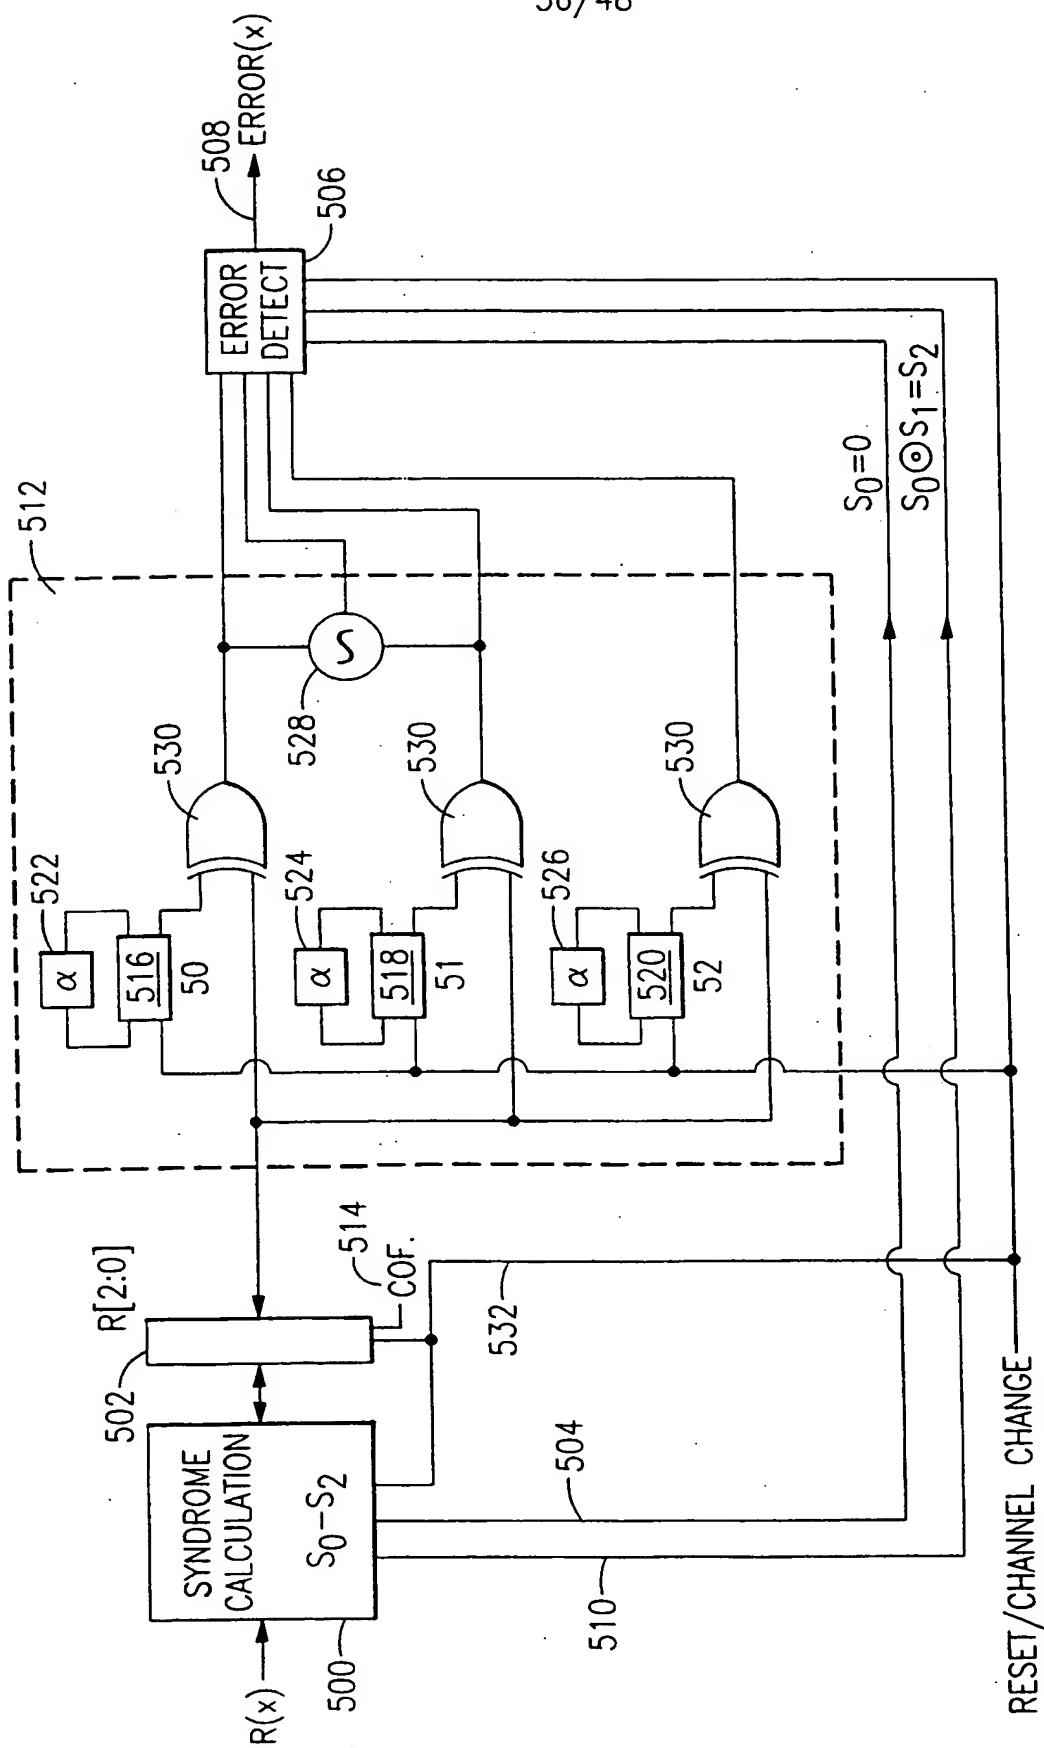 36/48
R(x)
500
SYNDROME
CALCULATION
S0–S2
502
R[2:0]
514
COF.
532
504
510
RESET/CHANNEL CHANGE
512
522
α
516
50
530
524
α
518
51
530
526
α
520
52
530
528
S
S0=0
S0⊙S1=S2
ERROR
DETECT
506
508
ERROR(x)